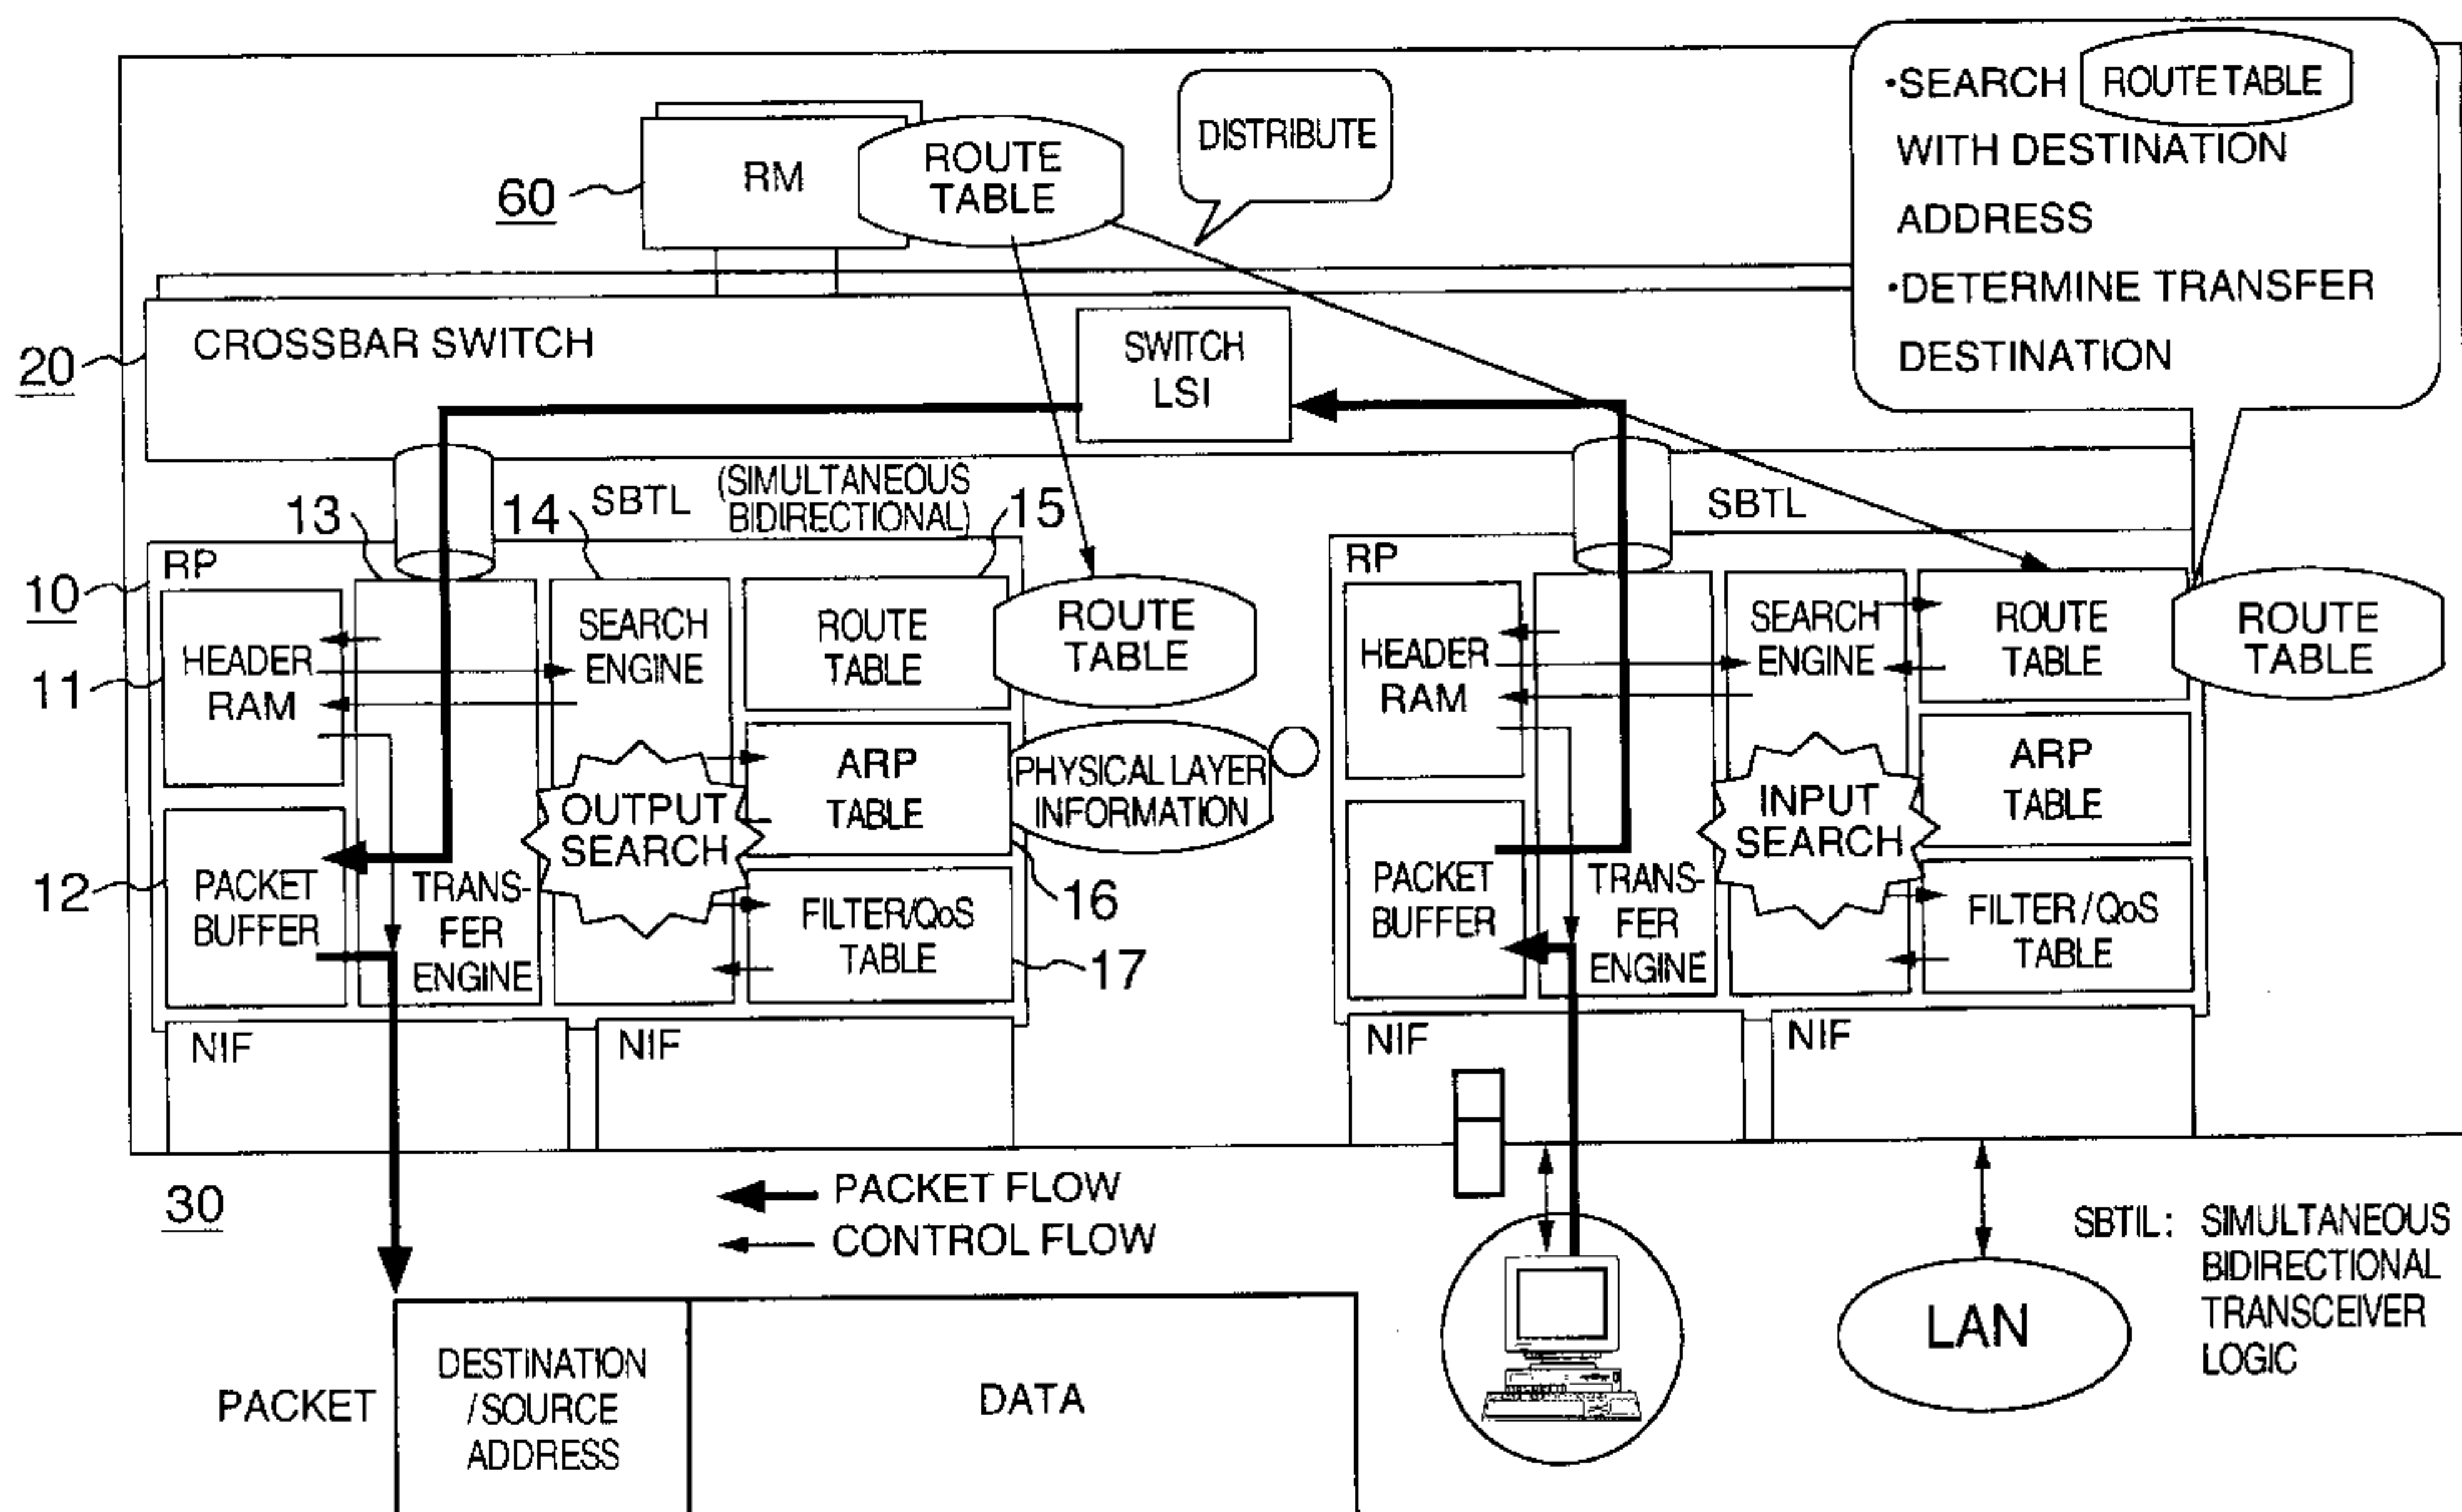 ·SEARCH ROUTE TABLE
WITH DESTINATION
ADDRESS
·DETERMINE TRANSFER
DESTINATION
DISTRIBUTE
RM
ROUTE
TABLE
60
CROSSBAR SWITCH
20
SWITCH
LSI
SBTL
(SIMULTANEOUS
BIDIRECTIONAL)
SBTL
13
14
15
10
RP
HEADER
RAM
11
SEARCH
ENGINE
ROUTE
TABLE
ROUTE
TABLE
OUTPUT
SEARCH
ARP
TABLE
PHYSICAL LAYER
INFORMATION
12
PACKET
BUFFER
TRANS-
FER
ENGINE
FILTER/QoS
TABLE
16
17
NIF
NIF
RP
HEADER
RAM
SEARCH
ENGINE
ROUTE
TABLE
ROUTE
TABLE
INPUT
SEARCH
ARP
TABLE
PACKET
BUFFER
TRANS-
FER
ENGINE
FILTER/QoS
TABLE
NIF
NIF
30
PACKET FLOW
CONTROL FLOW
SBTIL: SIMULTANEOUS
BIDIRECTIONAL
TRANSCEIVER
LOGIC
LAN
PACKET
DESTINATION
/SOURCE
ADDRESS
DATA